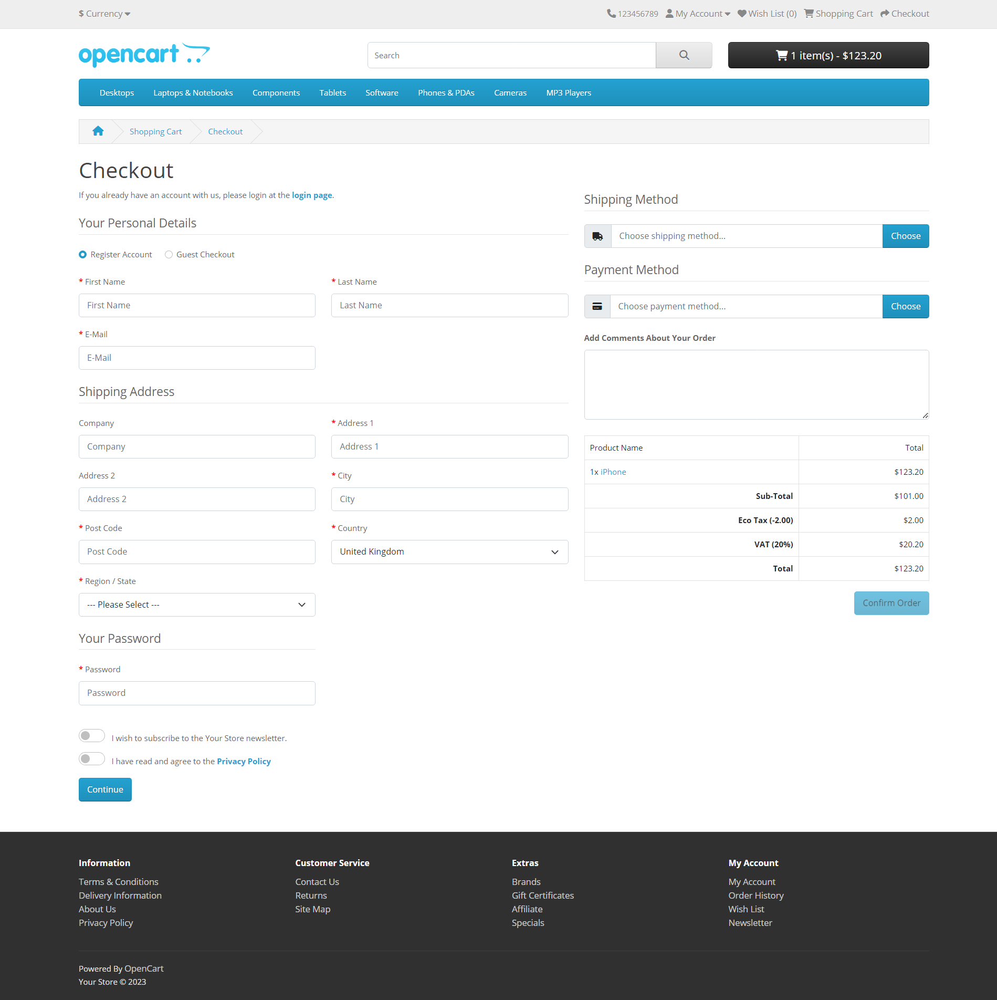 $ Currency
123456789 My Account Wish List (0) Shopping Cart Checkout
opencart
Search
1 item(s) - $123.20
Desktops Laptops & Notebooks Components Tablets Software Phones & PDAs Cameras MP3 Players
Shopping Cart Checkout
Checkout
If you already have an account with us, please login at the login page.
Your Personal Details
Register Account Guest Checkout
* First Name * Last Name
First Name Last Name
* E-Mail
E-Mail
Shipping Address
Company * Address 1
Company Address 1
Address 2 * City
Address 2 City
* Post Code * Country
Post Code United Kingdom
* Region / State
--- Please Select ---
Your Password
* Password
Password
I wish to subscribe to the Your Store newsletter.
I have read and agree to the Privacy Policy
Continue
Shipping Method
Choose shipping method... Choose
Payment Method
Choose payment method... Choose
Add Comments About Your Order
Product Name Total
1x iPhone $123.20
Sub-Total $101.00
Eco Tax (-2.00) $2.00
VAT (20%) $20.20
Total $123.20
Confirm Order
Information
Terms & Conditions
Delivery Information
About Us
Privacy Policy
Customer Service
Contact Us
Returns
Site Map
Extras
Brands
Gift Certificates
Affiliate
Specials
My Account
My Account
Order History
Wish List
Newsletter
Powered By OpenCart
Your Store © 2023